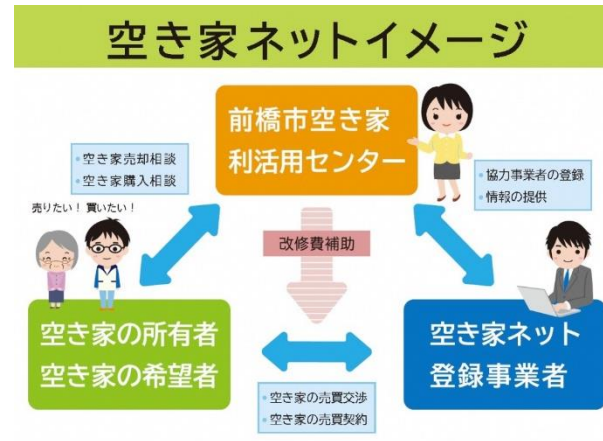 空き家ネットイメージ
前橋市空き家
利活用センター
・空き家売却相談
・空き家購入相談
・協力事業者の登録
・情報の提供
売りたい！ 買いたい！
改修費補助
空き家の所有者
空き家の希望者
空き家ネット
登録事業者
・空き家の売買交渉
・空き家の売買契約